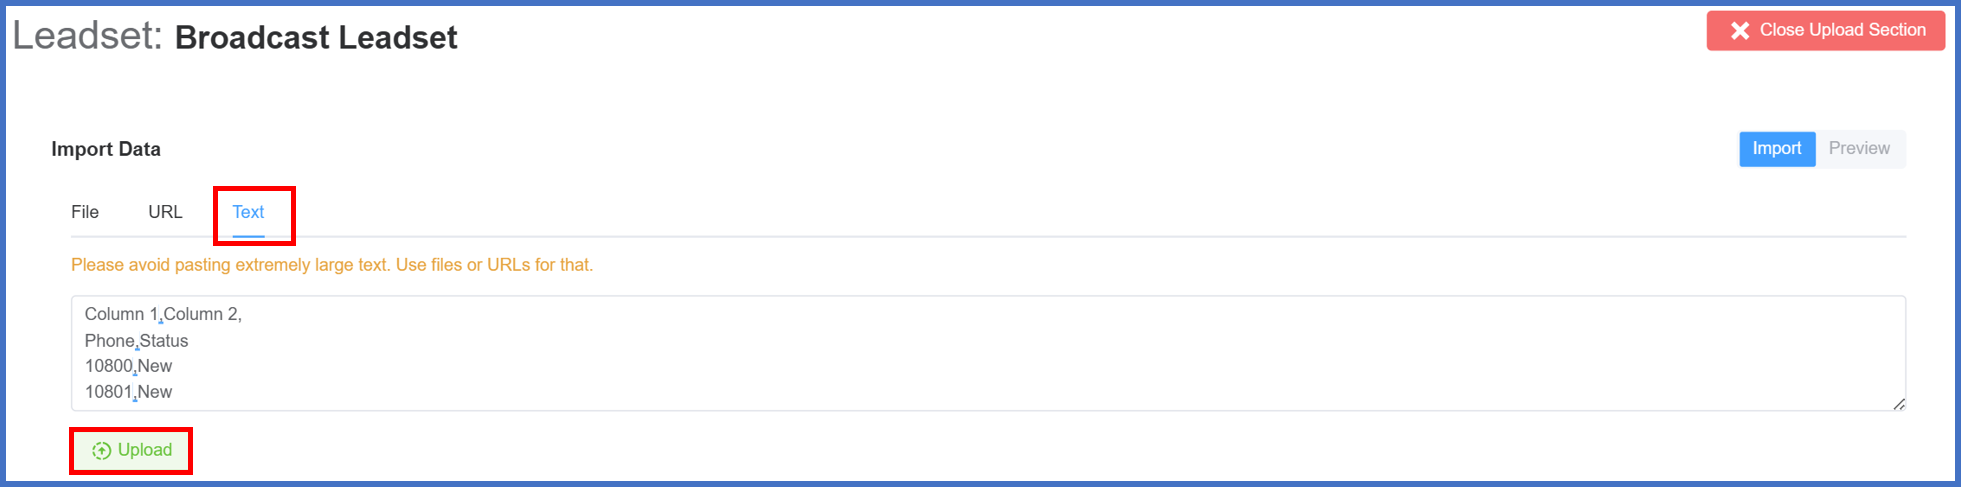 Leadset: Broadcast Leadset
Close Upload Section
Import Data
Import Preview
File URL Text
Please avoid pasting extremely large text. Use files or URLs for that.
Column 1,Column 2,
Phone,Status
10800,New
10801,New
Upload